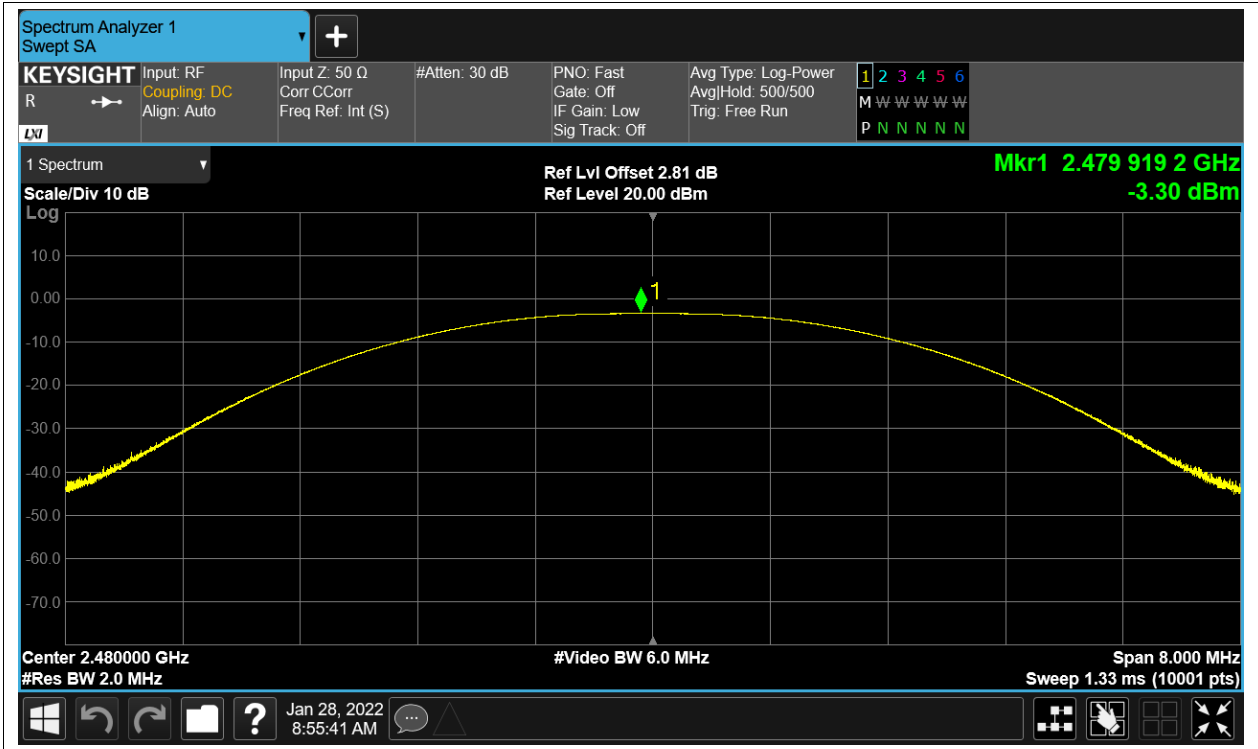 Spectrum Analyzer 1
Swept SA
+
KEYSIGHT
R
LXI
Input: RF
Coupling: DC
Align: Auto
Input Z: 50 Ω
Corr CCorr
Freq Ref: Int (S)
#Atten: 30 dB
PNO: Fast
Gate: Off
IF Gain: Low
Sig Track: Off
Avg Type: Log-Power
Avg|Hold: 500/500
Trig: Free Run
1 2 3 4 5 6
M W W W W W
P N N N N N
1 Spectrum
Scale/Div 10 dB
Log
Ref Lvl Offset 2.81 dB
Ref Level 20.00 dBm
Mkr1 2.479 919 2 GHz
-3.30 dBm
10.0
0.00
-10.0
-20.0
-30.0
-40.0
-50.0
-60.0
-70.0
1
Center 2.480000 GHz
#Res BW 2.0 MHz
#Video BW 6.0 MHz
Span 8.000 MHz
Sweep 1.33 ms (10001 pts)
?
Jan 28, 2022
8:55:41 AM